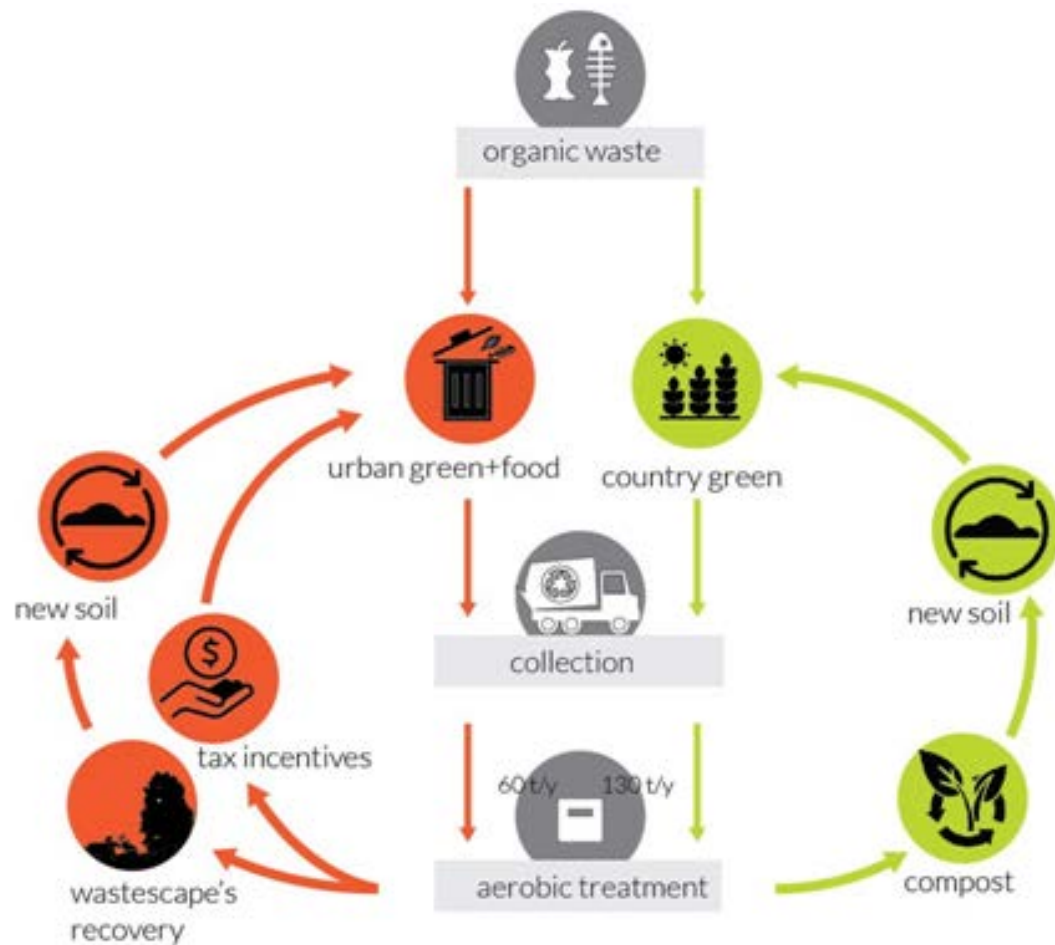 organic waste
urban green+food
country green
new soil
new soil
collection
tax incentives
60 t/y
130 t/y
wastescape's
recovery
aerobic treatment
compost
$